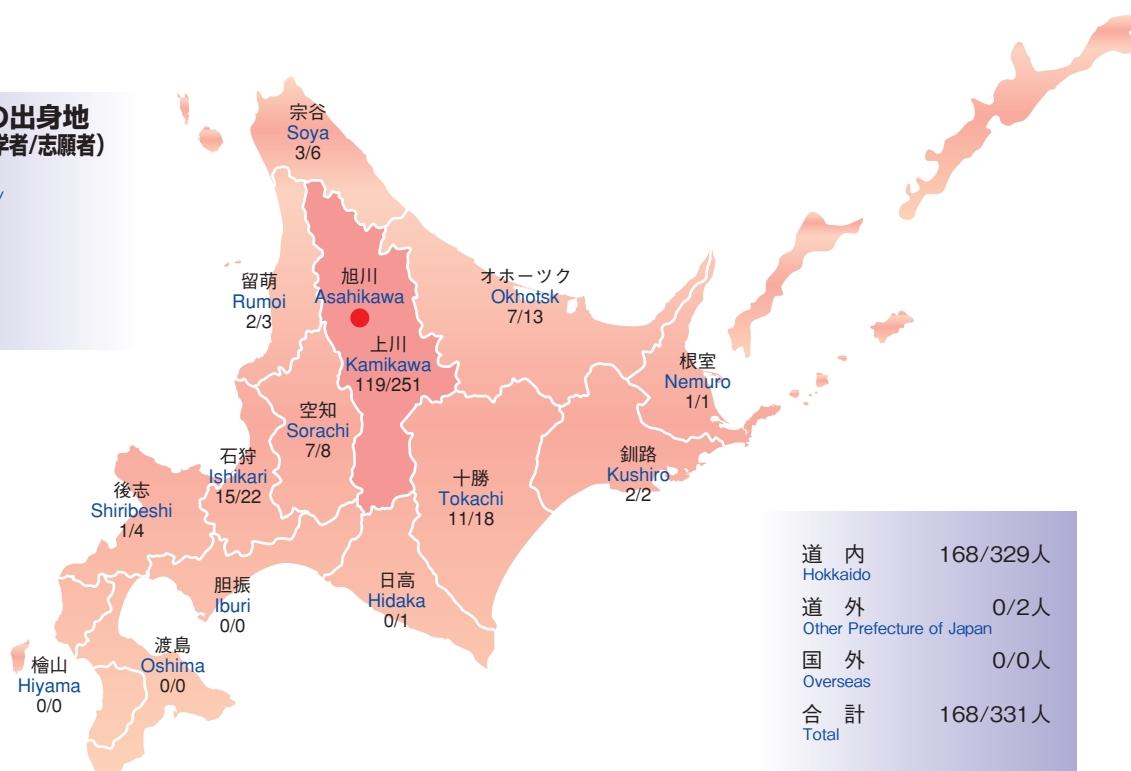 の出身地
学者/志願者）
宗谷
Soya
3/6
留萌
Rumoi
2/3
旭川
Asahikawa
上川
Kamikawa
119/251
オホーツク
Okhotsk
7/13
根室
Nemuro
1/1
空知
Sorachi
7/8
石狩
Ishikari
15/22
後志
Shiribeshi
1/4
釧路
Kushiro
2/2
十勝
Tokachi
11/18
胆振
Iburi
0/0
日高
Hidaka
0/1
渡島
Oshima
0/0
檜山
Hiyama
0/0
道 内 168/329人
Hokkaido
道 外 0/2人
Other Prefecture of Japan
国 外 0/0人
Overseas
合 計 168/331人
Total